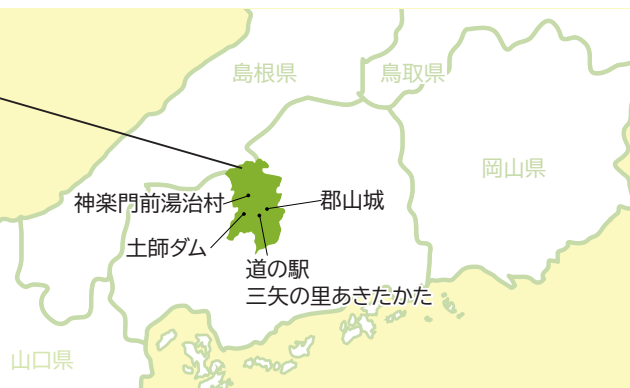 島根県
鳥取県
岡山県
神楽門前湯治村
郡山城
土師ダム
道の駅
三矢の里あきたかた
山口県